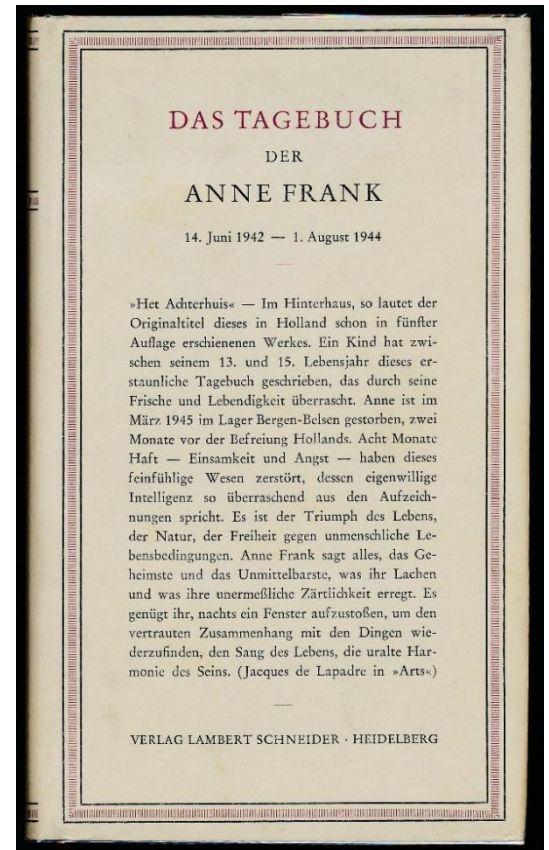 DAS TAGEBUCH
DER
ANNE FRANK
14. Juni 1942 — 1. August 1944
»Het Achterhuis« — Im Hinterhaus, so lautet der
Originaltitel dieses in Holland schon in fünfter
Auflage erschienenen Werkes. Ein Kind hat zwi-
schen seinem 13. und 15. Lebensjahr dieses er-
staunliche Tagebuch geschrieben, das durch seine
Frische und Lebendigkeit überrascht. Anne ist im
März 1945 im Lager Bergen-Belsen gestorben, zwei
Monate vor der Befreiung Hollands. Acht Monate
Haft — Einsamkeit und Angst — haben dieses
feinfühlige Wesen zerstört, dessen eigenwillige
Intelligenz so überraschend aus den Aufzeich-
nungen spricht. Es ist der Triumph des Lebens,
der Natur, der Freiheit gegen unmenschliche Le-
bensbedingungen. Anne Frank sagt alles, das Ge-
heimste und das Unmittelbarste, was ihr Lachen
und was ihre unermeßliche Zärtlichkeit erregt. Es
genügt ihr, nachts ein Fenster aufzustoßen, um den
vertrauten Zusammenhang mit den Dingen wie-
derzufinden, den Sang des Lebens, die uralte Har-
monie des Seins. (Jacques de Lapadre in »Arts«)
VERLAG LAMBERT SCHNEIDER · HEIDELBERG